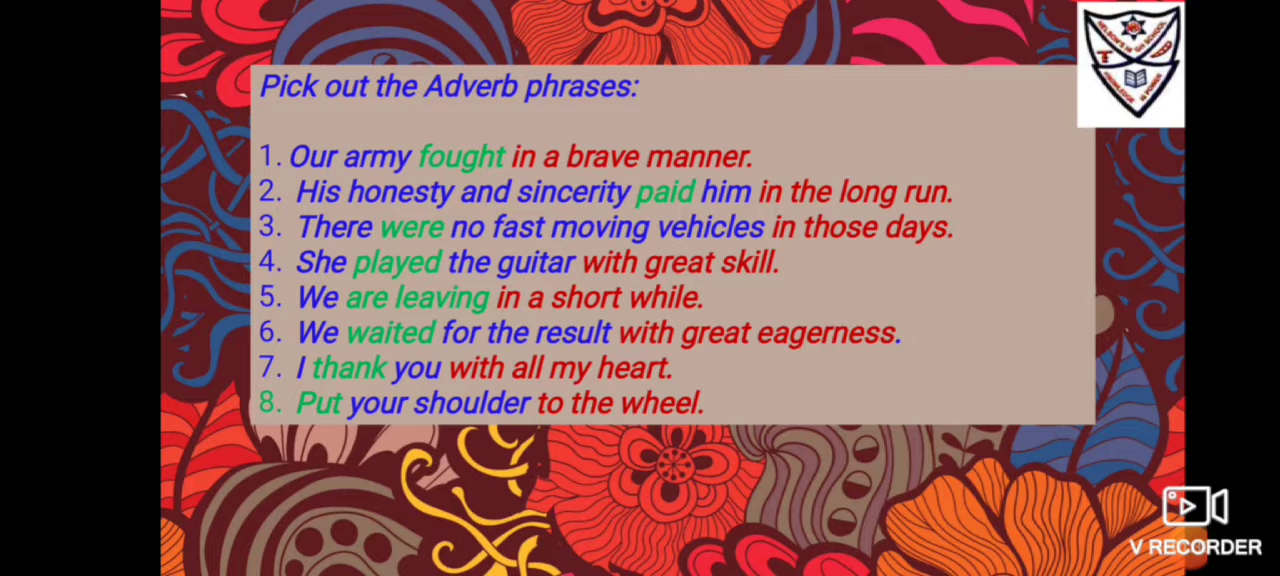 Pick out the Adverb phrases:
1. Our army fought in a brave manner.
2. His honesty and sincerity paid him in the long run.
3. There were no fast moving vehicles in those days.
4. She played the guitar with great skill.
5. We are leaving in a short while.
6. We waited for the result with great eagerness.
7. I thank you with all my heart.
8. Put your shoulder to the wheel.
KNOWLEDGE IS POWER
V RECORDER